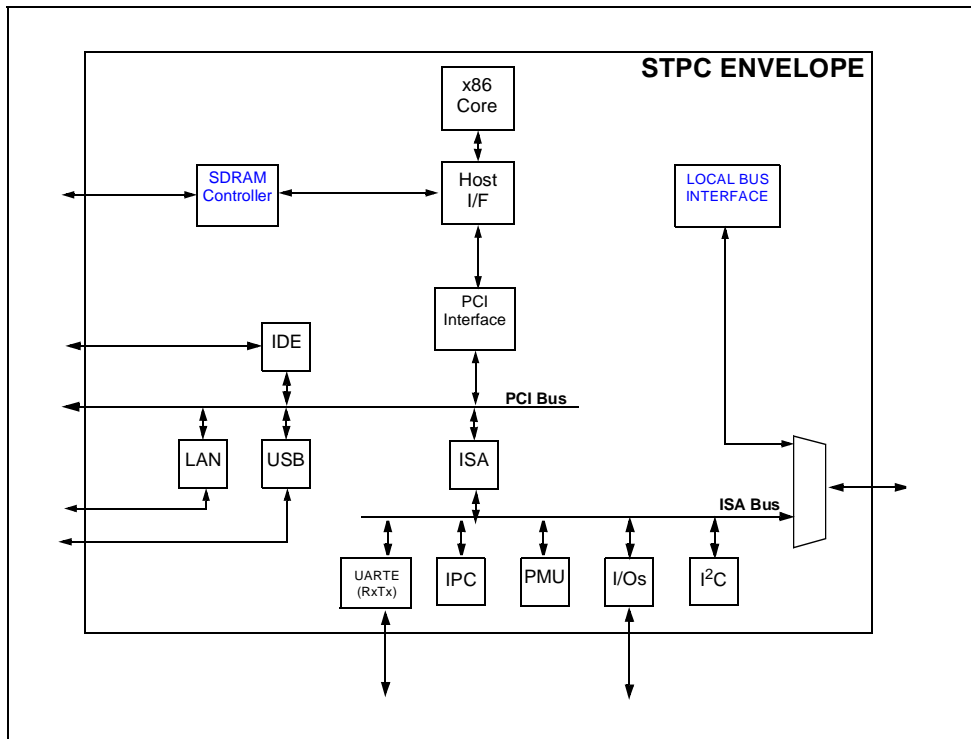 STPC ENVELOPE
x86
Core
SDRAM
Controller
Host
I/F
LOCAL BUS
INTERFACE
PCI
Interface
IDE
PCI Bus
LAN
USB
ISA
ISA Bus
UARTE
(RxTx)
IPC
PMU
I/Os
I²C